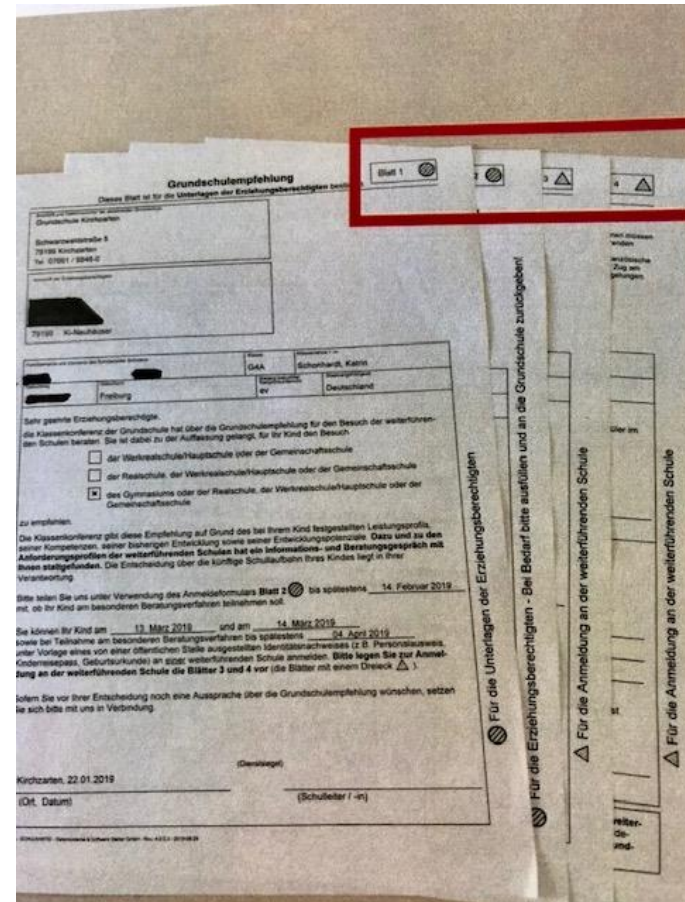 Grundschulempfehlung
Dieses Blatt ist für die Unterlagen der Erziehungsberechtigten
Blatt 1
2
3
4
Grundschule Kirchzarten
Schwarzwaldstraße 5
79199 Kirchzarten
Tel.
79199 Ki-Neuhäuser
G4A
Schonhardt, Katrin
Freiburg
ev
Deutschland
Sehr geehrte Erziehungsberechtigte,
die Klassenkonferenz der Grundschule hat über die Grundschulempfehlung für den Besuch der weiterführen-
den Schulen beraten. Sie ist dabei zu der Auffassung gelangt, für Ihr Kind den Besuch
der Werkrealschule/Hauptschule oder der Gemeinschaftsschule
der Realschule, der Werkrealschule/Hauptschule oder der Gemeinschaftsschule
des Gymnasiums oder der Realschule, der Werkrealschule/Hauptschule oder der
Gemeinschaftsschule
zu empfehlen.
Die Klassenkonferenz gibt diese Empfehlung auf Grund des bei Ihrem Kind festgestellten Leistungsprofils,
seiner Kompetenzen, seiner bisherigen Entwicklung sowie seiner Entwicklungspotenziale. Dazu und zu den
Anforderungsprofilen der weiterführenden Schulen hat ein Informations- und Beratungsgespräch mit
Ihnen stattgefunden. Die Entscheidung über die künftige Schullaufbahn Ihres Kindes liegt in Ihrer
Verantwortung.
Bitte teilen Sie uns unter Verwendung des Anmeldeformulars Blatt 2 bis spätestens 14. Februar 2019
mit, ob Ihr Kind am besonderen Beratungsverfahren teilnehmen soll.
Sie können Ihr Kind am 13. März 2019 und am 14. März 2019
sowie bei Teilnahme am besonderen Beratungsverfahren bis spätestens 04. April 2019
unter Vorlage eines von einer öffentlichen Stelle ausgestellten Identitätsnachweises (z.B. Personalausweis,
Kinderreisepass, Geburtsurkunde) an einer weiterführenden Schule anmelden. Bitte legen Sie zur Anmel-
dung an der weiterführenden Schule die Blätter 3 und 4 vor (die Blätter mit einem Dreieck ).
Sofern Sie vor Ihrer Entscheidung noch eine Aussprache über die Grundschulempfehlung wünschen, setzen
Sie sich bitte mit uns in Verbindung.
(Dienstsiegel)
Kirchzarten, 22.01.2019
(Ort, Datum)
(Schulleiter / -in)
Für die Unterlagen der Erziehungsberechtigten
Für die Erziehungsberechtigten - Bei Bedarf bitte ausfüllen und an die Grundschule zurückgeben!
Für die Anmeldung an der weiterführenden Schule
Für die Anmeldung an der weiterführenden Schule